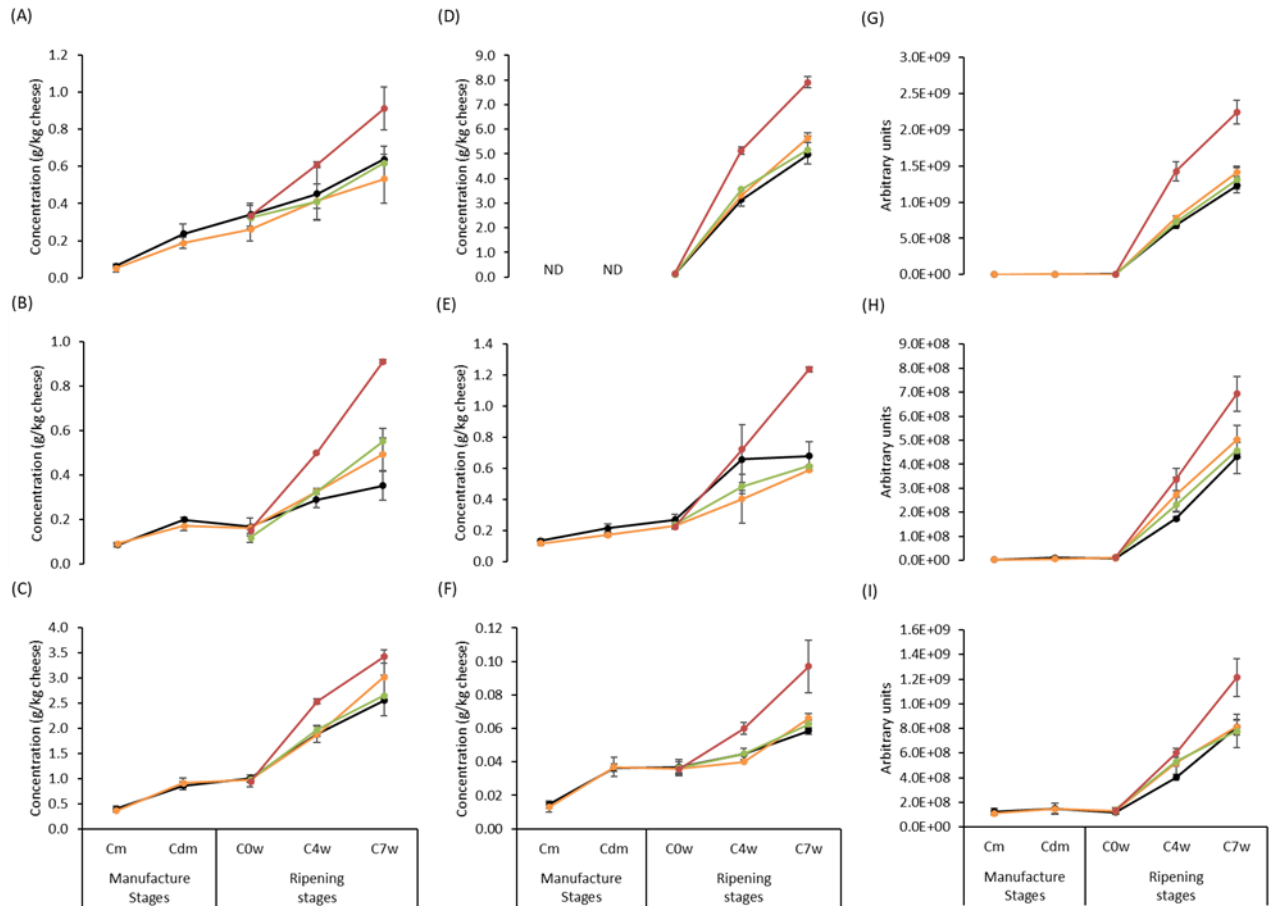 (A)
Concentration (g/kg cheese)
1.2
1.0
0.8
0.6
0.4
0.2
0.0
(B)
Concentration (g/kg cheese)
1.0
0.8
0.6
0.4
0.2
0.0
(C)
Concentration (g/kg cheese)
4.0
3.5
3.0
2.5
2.0
1.5
1.0
0.5
0.0
Cm Cdm C0w C4w C7w
Manufacture Ripening
Stages stages
(D)
Concentration (g/kg cheese)
9.0
8.0
7.0
6.0
5.0
4.0
3.0
2.0
1.0
0.0
ND ND
(E)
Concentration (g/kg cheese)
1.4
1.2
1.0
0.8
0.6
0.4
0.2
0.0
(F)
Concentration (g/kg cheese)
0.12
0.10
0.08
0.06
0.04
0.02
0.00
Cm Cdm C0w C4w C7w
Manufacture Ripening
Stages stages
(G)
Arbitrary units
3.0E+09
2.5E+09
2.0E+09
1.5E+09
1.0E+09
5.0E+08
0.0E+00
(H)
Arbitrary units
9.0E+08
8.0E+08
7.0E+08
6.0E+08
5.0E+08
4.0E+08
3.0E+08
2.0E+08
1.0E+08
0.0E+00
(I)
Arbitrary units
1.6E+09
1.4E+09
1.2E+09
1.0E+09
8.0E+08
6.0E+08
4.0E+08
2.0E+08
0.0E+00
Cm Cdm C0w C4w C7w
Manufacture Ripening
Stages stages